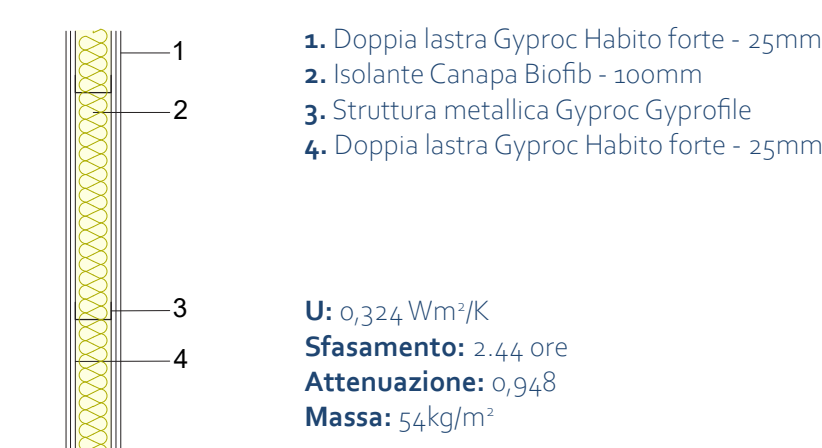 1
2
3
4
1. Doppia lastra Gyproc Habito forte - 25mm
2. Isolante Canapa Biofib - 100mm
3. Struttura metallica Gyproc Gyprofile
4. Doppia lastra Gyproc Habito forte - 25mm
U: 0,324 Wm²/K
Sfasamento: 2.44 ore
Attenuazione: 0,948
Massa: 54kg/m²